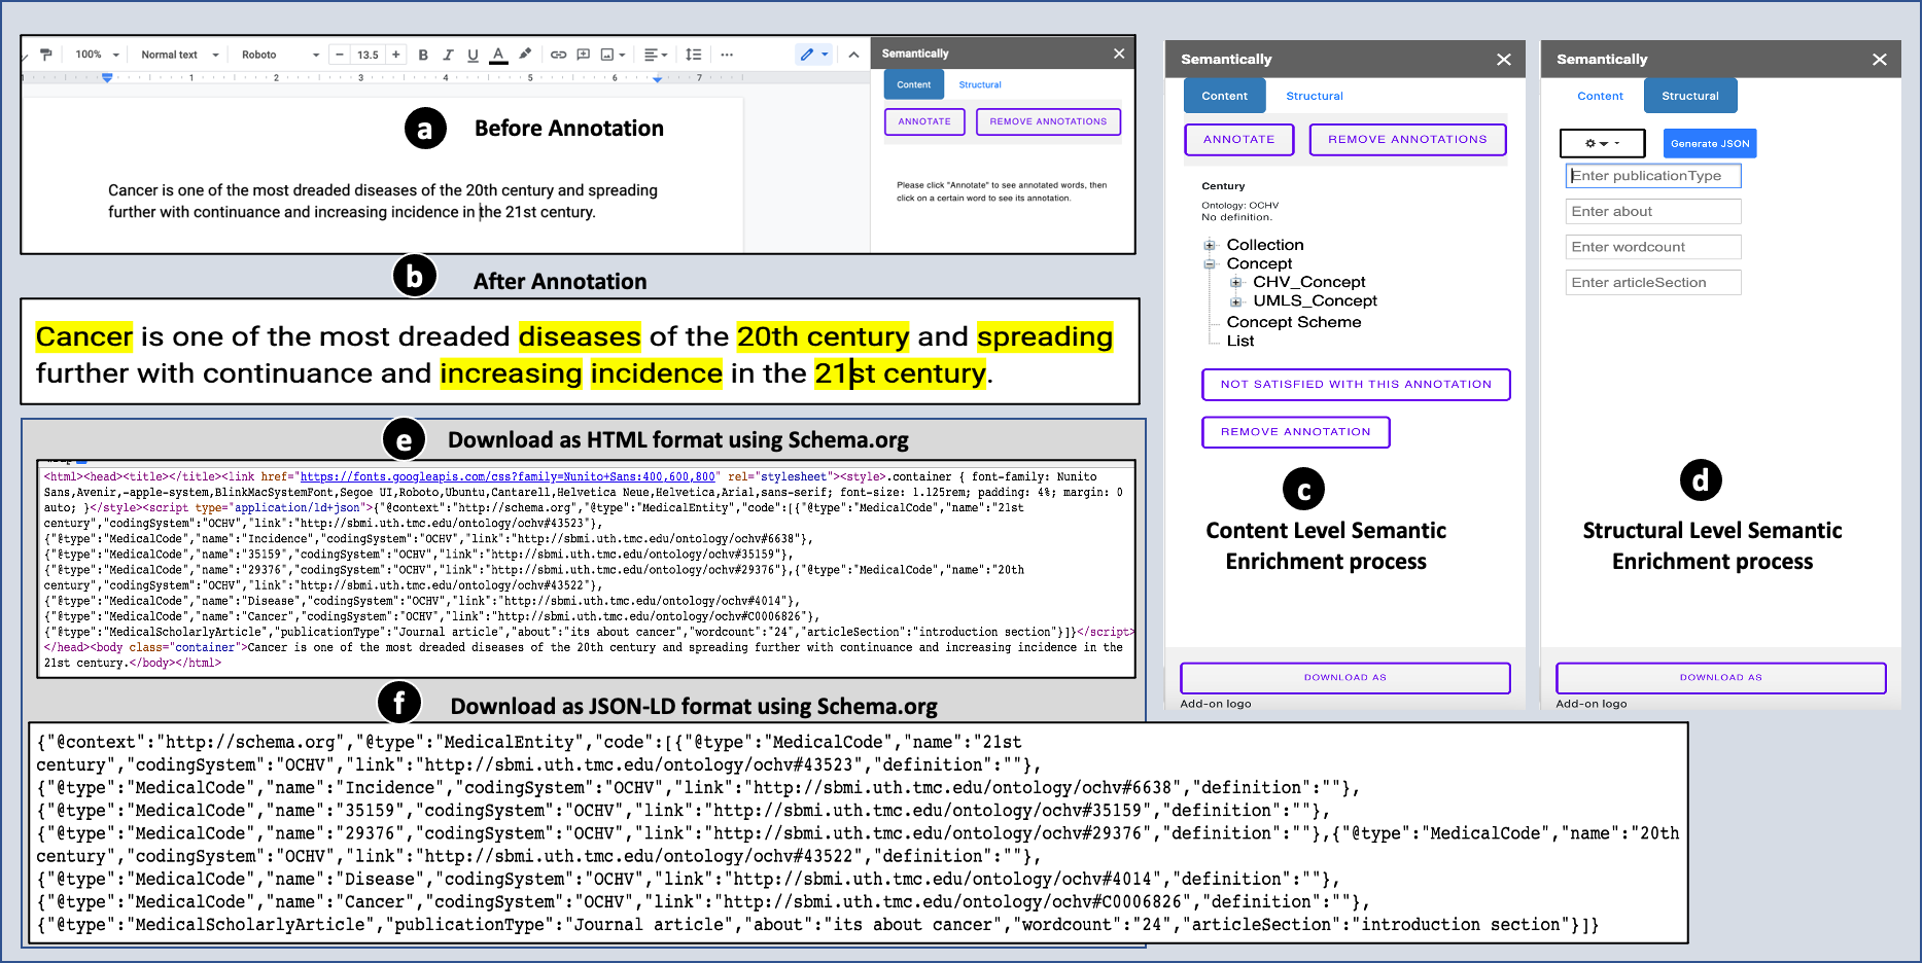 100%
Normal text
Roboto
− 13.5 +
B I U A
1 2 3 4 5 6 7
a
Before Annotation
Cancer is one of the most dreaded diseases of the 20th century and spreading
further with continuance and increasing incidence in the 21st century.
Semantically
Content
Structural
ANNOTATE
REMOVE ANNOTATIONS
Please click "Annotate" to see annotated words, then
click on a certain word to see its annotation.
b
After Annotation
Cancer is one of the most dreaded diseases of the 20th century and spreading
further with continuance and increasing incidence in the 21st century.
Semantically
Content
Structural
ANNOTATE
REMOVE ANNOTATIONS
Century
Ontology: OCHV
No definition.
Collection
Concept
CHV_Concept
UMLS_Concept
Concept Scheme
List
NOT SATISFIED WITH THIS ANNOTATION
REMOVE ANNOTATION
c
Content Level Semantic
Enrichment process
DOWNLOAD AS
Add-on logo
Semantically
Content
Structural
Generate JSON
Enter publicationType
Enter about
Enter wordcount
Enter articleSection
d
Structural Level Semantic
Enrichment process
DOWNLOAD AS
Add-on logo
e
Download as HTML format using Schema.org
<html><head><title></title><link href="https://fonts.googleapis.com/css?family=Nunito+Sans:400,600,800" rel="stylesheet"><style>.container { font-family: Nunito
Sans,Avenir,-apple-system,BlinkMacSystemFont,Segoe UI,Roboto,Ubuntu,Cantarell,Helvetica Neue,Helvetica,Arial,sans-serif; font-size: 1.125rem; padding: 4%; margin: 0
auto; }</style><script type="application/ld+json">{"@context":"http://schema.org","@type":"MedicalEntity","code":[{"@type":"MedicalCode","name":"21st
century","codingSystem":"OCHV","link":"http://sbmi.uth.tmc.edu/ontology/ochv#43523"},
{"@type":"MedicalCode","name":"Incidence","codingSystem":"OCHV","link":"http://sbmi.uth.tmc.edu/ontology/ochv#6638"},
{"@type":"MedicalCode","name":"35159","codingSystem":"OCHV","link":"http://sbmi.uth.tmc.edu/ontology/ochv#35159"},
{"@type":"MedicalCode","name":"29376","codingSystem":"OCHV","link":"http://sbmi.uth.tmc.edu/ontology/ochv#29376"},{"@type":"MedicalCode","name":"20th
century","codingSystem":"OCHV","link":"http://sbmi.uth.tmc.edu/ontology/ochv#43522"},
{"@type":"MedicalCode","name":"Disease","codingSystem":"OCHV","link":"http://sbmi.uth.tmc.edu/ontology/ochv#4014"},
{"@type":"MedicalCode","name":"Cancer","codingSystem":"OCHV","link":"http://sbmi.uth.tmc.edu/ontology/ochv#C0006826"},
{"@type":"MedicalScholarlyArticle","publicationType":"Journal article","about":"its about cancer","wordcount":"24","articleSection":"introduction section"}]}</script>
</head><body class="container">Cancer is one of the most dreaded diseases of the 20th century and spreading further with continuance and increasing incidence in the
21st century.</body></html>
f
Download as JSON-LD format using Schema.org
{"@context":"http://schema.org","@type":"MedicalEntity","code":[{"@type":"MedicalCode","name":"21st
century","codingSystem":"OCHV","link":"http://sbmi.uth.tmc.edu/ontology/ochv#43523","definition":""},
{"@type":"MedicalCode","name":"Incidence","codingSystem":"OCHV","link":"http://sbmi.uth.tmc.edu/ontology/ochv#6638","definition":""},
{"@type":"MedicalCode","name":"35159","codingSystem":"OCHV","link":"http://sbmi.uth.tmc.edu/ontology/ochv#35159","definition":""},
{"@type":"MedicalCode","name":"29376","codingSystem":"OCHV","link":"http://sbmi.uth.tmc.edu/ontology/ochv#29376","definition":""},{"@type":"MedicalCode","name":"20th
century","codingSystem":"OCHV","link":"http://sbmi.uth.tmc.edu/ontology/ochv#43522","definition":""},
{"@type":"MedicalCode","name":"Disease","codingSystem":"OCHV","link":"http://sbmi.uth.tmc.edu/ontology/ochv#4014","definition":""},
{"@type":"MedicalCode","name":"Cancer","codingSystem":"OCHV","link":"http://sbmi.uth.tmc.edu/ontology/ochv#C0006826","definition":""},
{"@type":"MedicalScholarlyArticle","publicationType":"Journal article","about":"its about cancer","wordcount":"24","articleSection":"introduction section"}]}